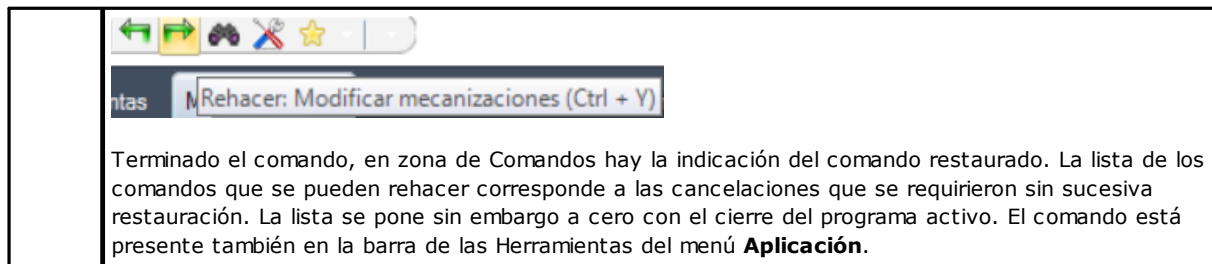 ntas
M Rehacer: Modificar mecanizaciones (Ctrl + Y)
Terminado el comando, en zona de Comandos hay la indicación del comando restaurado. La lista de los
comandos que se pueden rehacer corresponde a las cancelaciones que se requirieron sin sucesiva
restauración. La lista se pone sin embargo a cero con el cierre del programa activo. El comando está
presente también en la barra de las Herramientas del menú Aplicación.